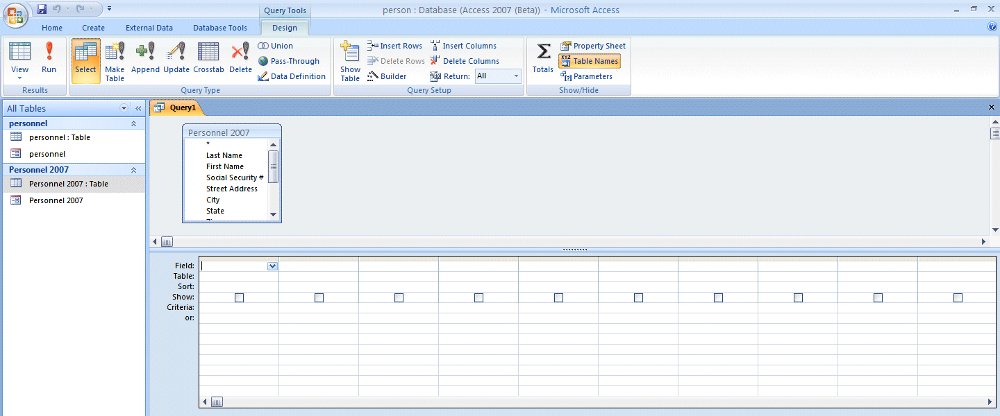 Query Tools
person : Database (Access 2007 (Beta)) - Microsoft Access
Home Create External Data Database Tools Design
View
Run
Results
Select
Make Table
Append
Update
Crosstab
Delete
Union
Pass-Through
Data Definition
Query Type
Show Table
Insert Rows
Delete Rows
Builder
Insert Columns
Delete Columns
Return: All
Query Setup
Σ
Totals
Property Sheet
XYZ
Table Names
[?]
Parameters
Show/Hide
All Tables
«
personnel
personnel : Table
personnel
Personnel 2007
Personnel 2007 : Table
Personnel 2007
Query1
Personnel 2007
*
Last Name
First Name
Social Security #
Street Address
City
State
Field:
Table:
Sort:
Show:
Criteria:
or: